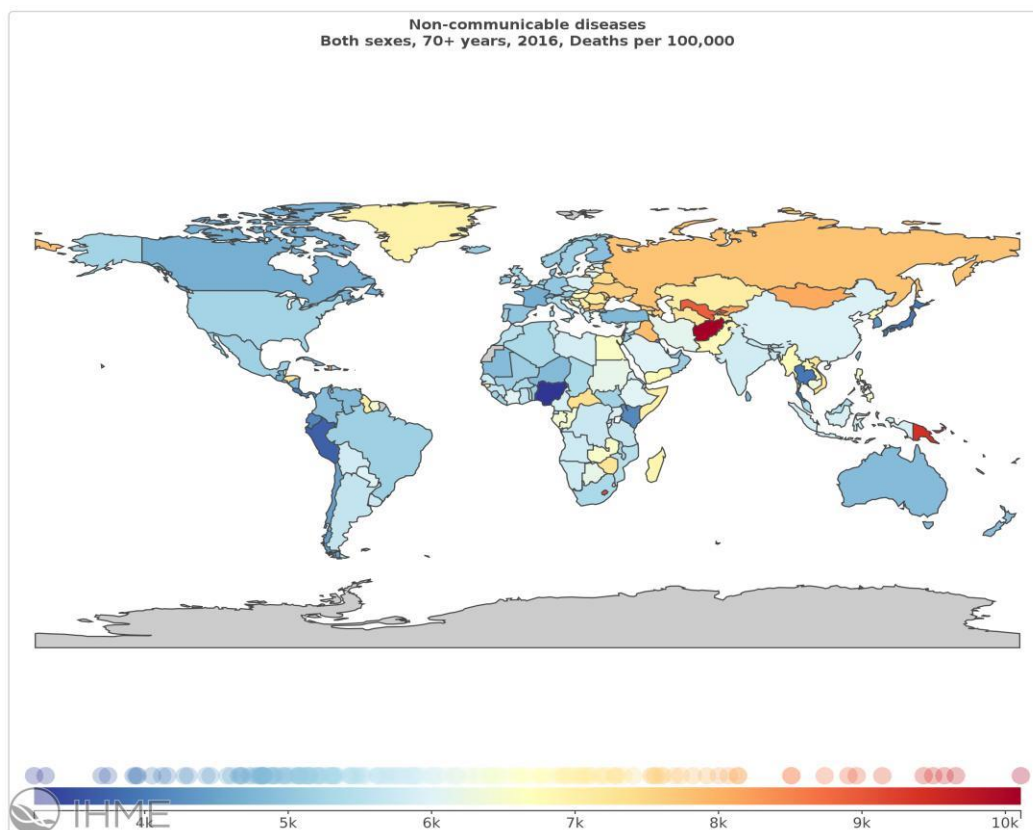 Non-communicable diseases
Both sexes, 70+ years, 2016, Deaths per 100,000
IHME
4k 5k 6k 7k 8k 9k 10k